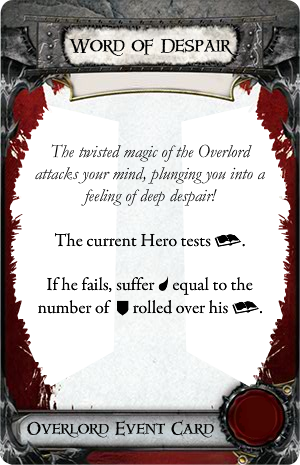 Word of Despair
The twisted magic of the Overlord
attacks your mind, plunging you into a
feeling of deep despair!
The current Hero tests .
If he fails, suffer equal to the
number of rolled over his .
Overlord Event Card